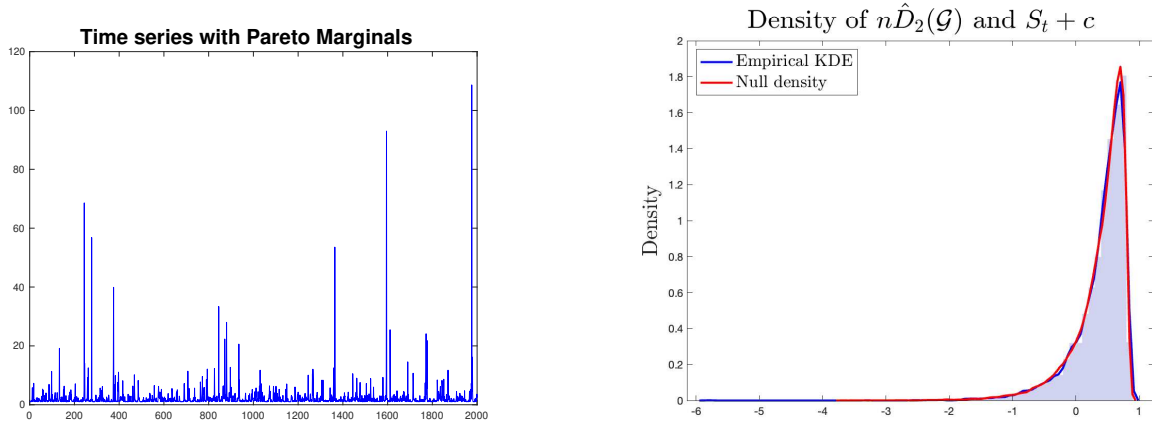 Time series with Pareto Marginals
120
100
80
60
40
20
0
0 200 400 600 800 1000 1200 1400 1600 1800 2000
Density of $n\hat{D}_2(\mathcal{G})$ and $S_t + c$
Empirical KDE
Null density
Density
2
1.8
1.6
1.4
1.2
1
0.8
0.6
0.4
0.2
0
-6 -5 -4 -3 -2 -1 0 1